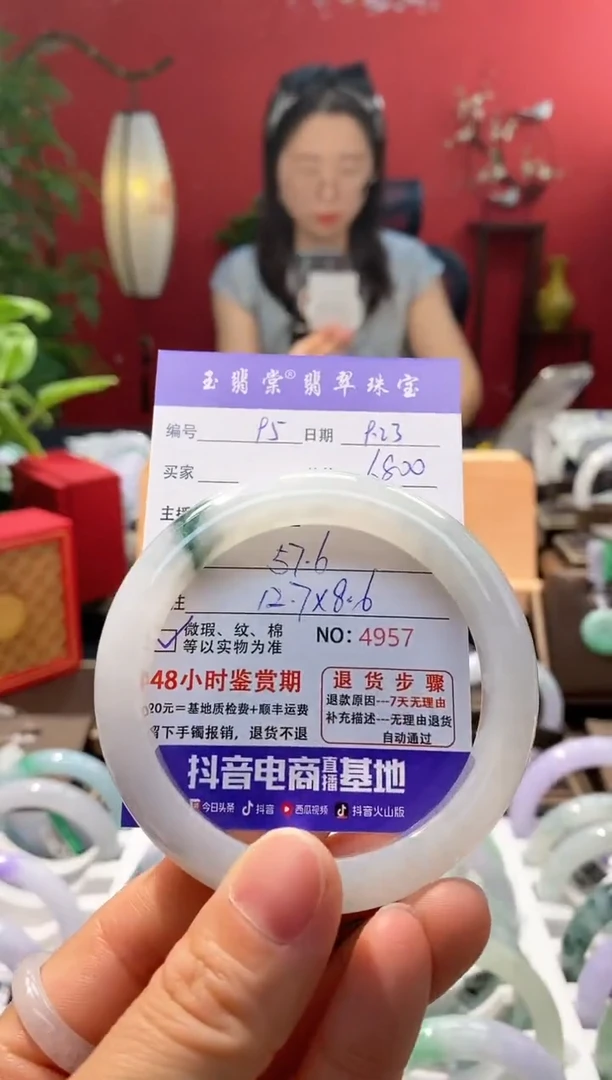 玉翡棠®翡翠珠宝
编号 P5 日期 9.23
买家 1800
主播
57.6
12.7×8.6
微瑕、纹、棉
等以实物为准
NO: 4957
48小时鉴赏期
20元=基地质检费+顺丰运费
留下手镯报销，退货不退
退货步骤
退款原因---7天无理由
补充描述---无理由退货
自动通过
抖音电商直播基地
今日头条 抖音 西瓜视频 抖音火山版